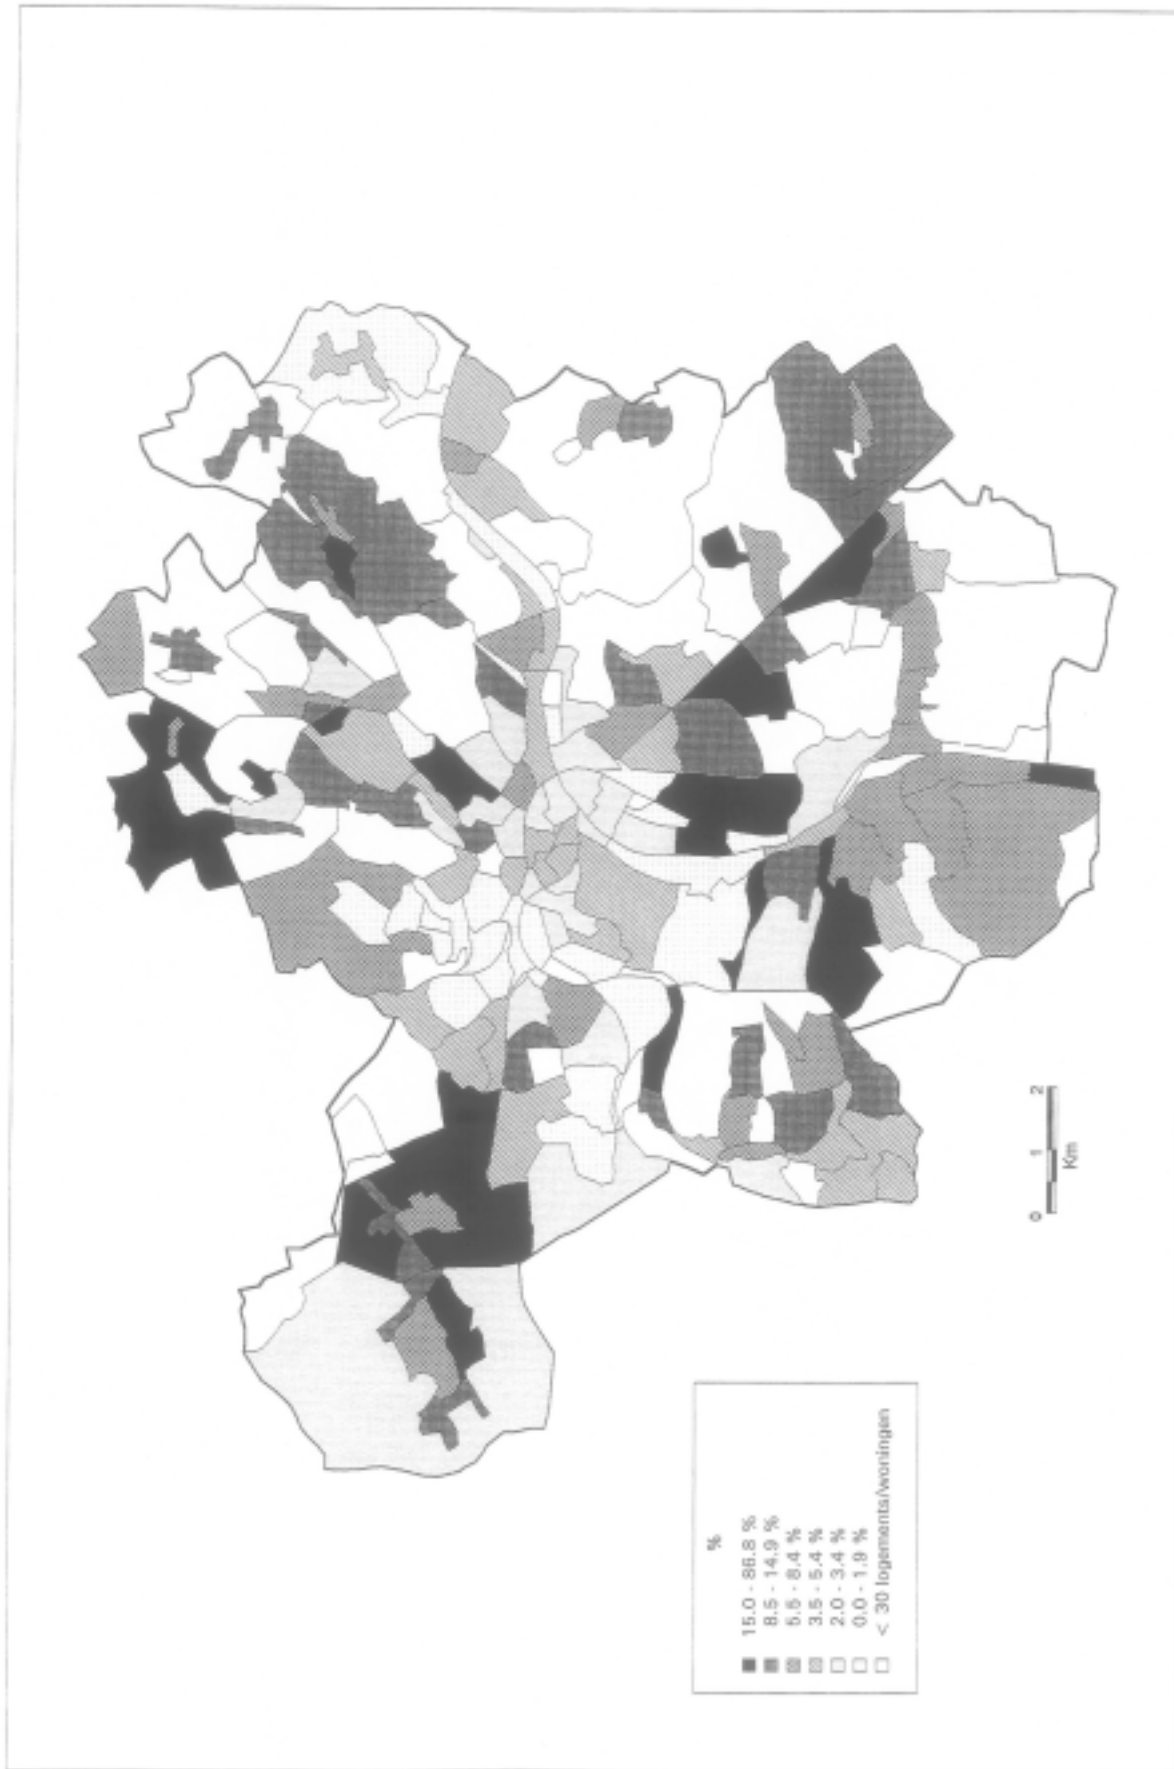 %
15.0 - 86.8 %
8.5 - 14.9 %
5.5 - 8.4 %
3.5 - 5.4 %
2.0 - 3.4 %
0.0 - 1.9 %
< 30 logements/woningen
0 1 2
Km